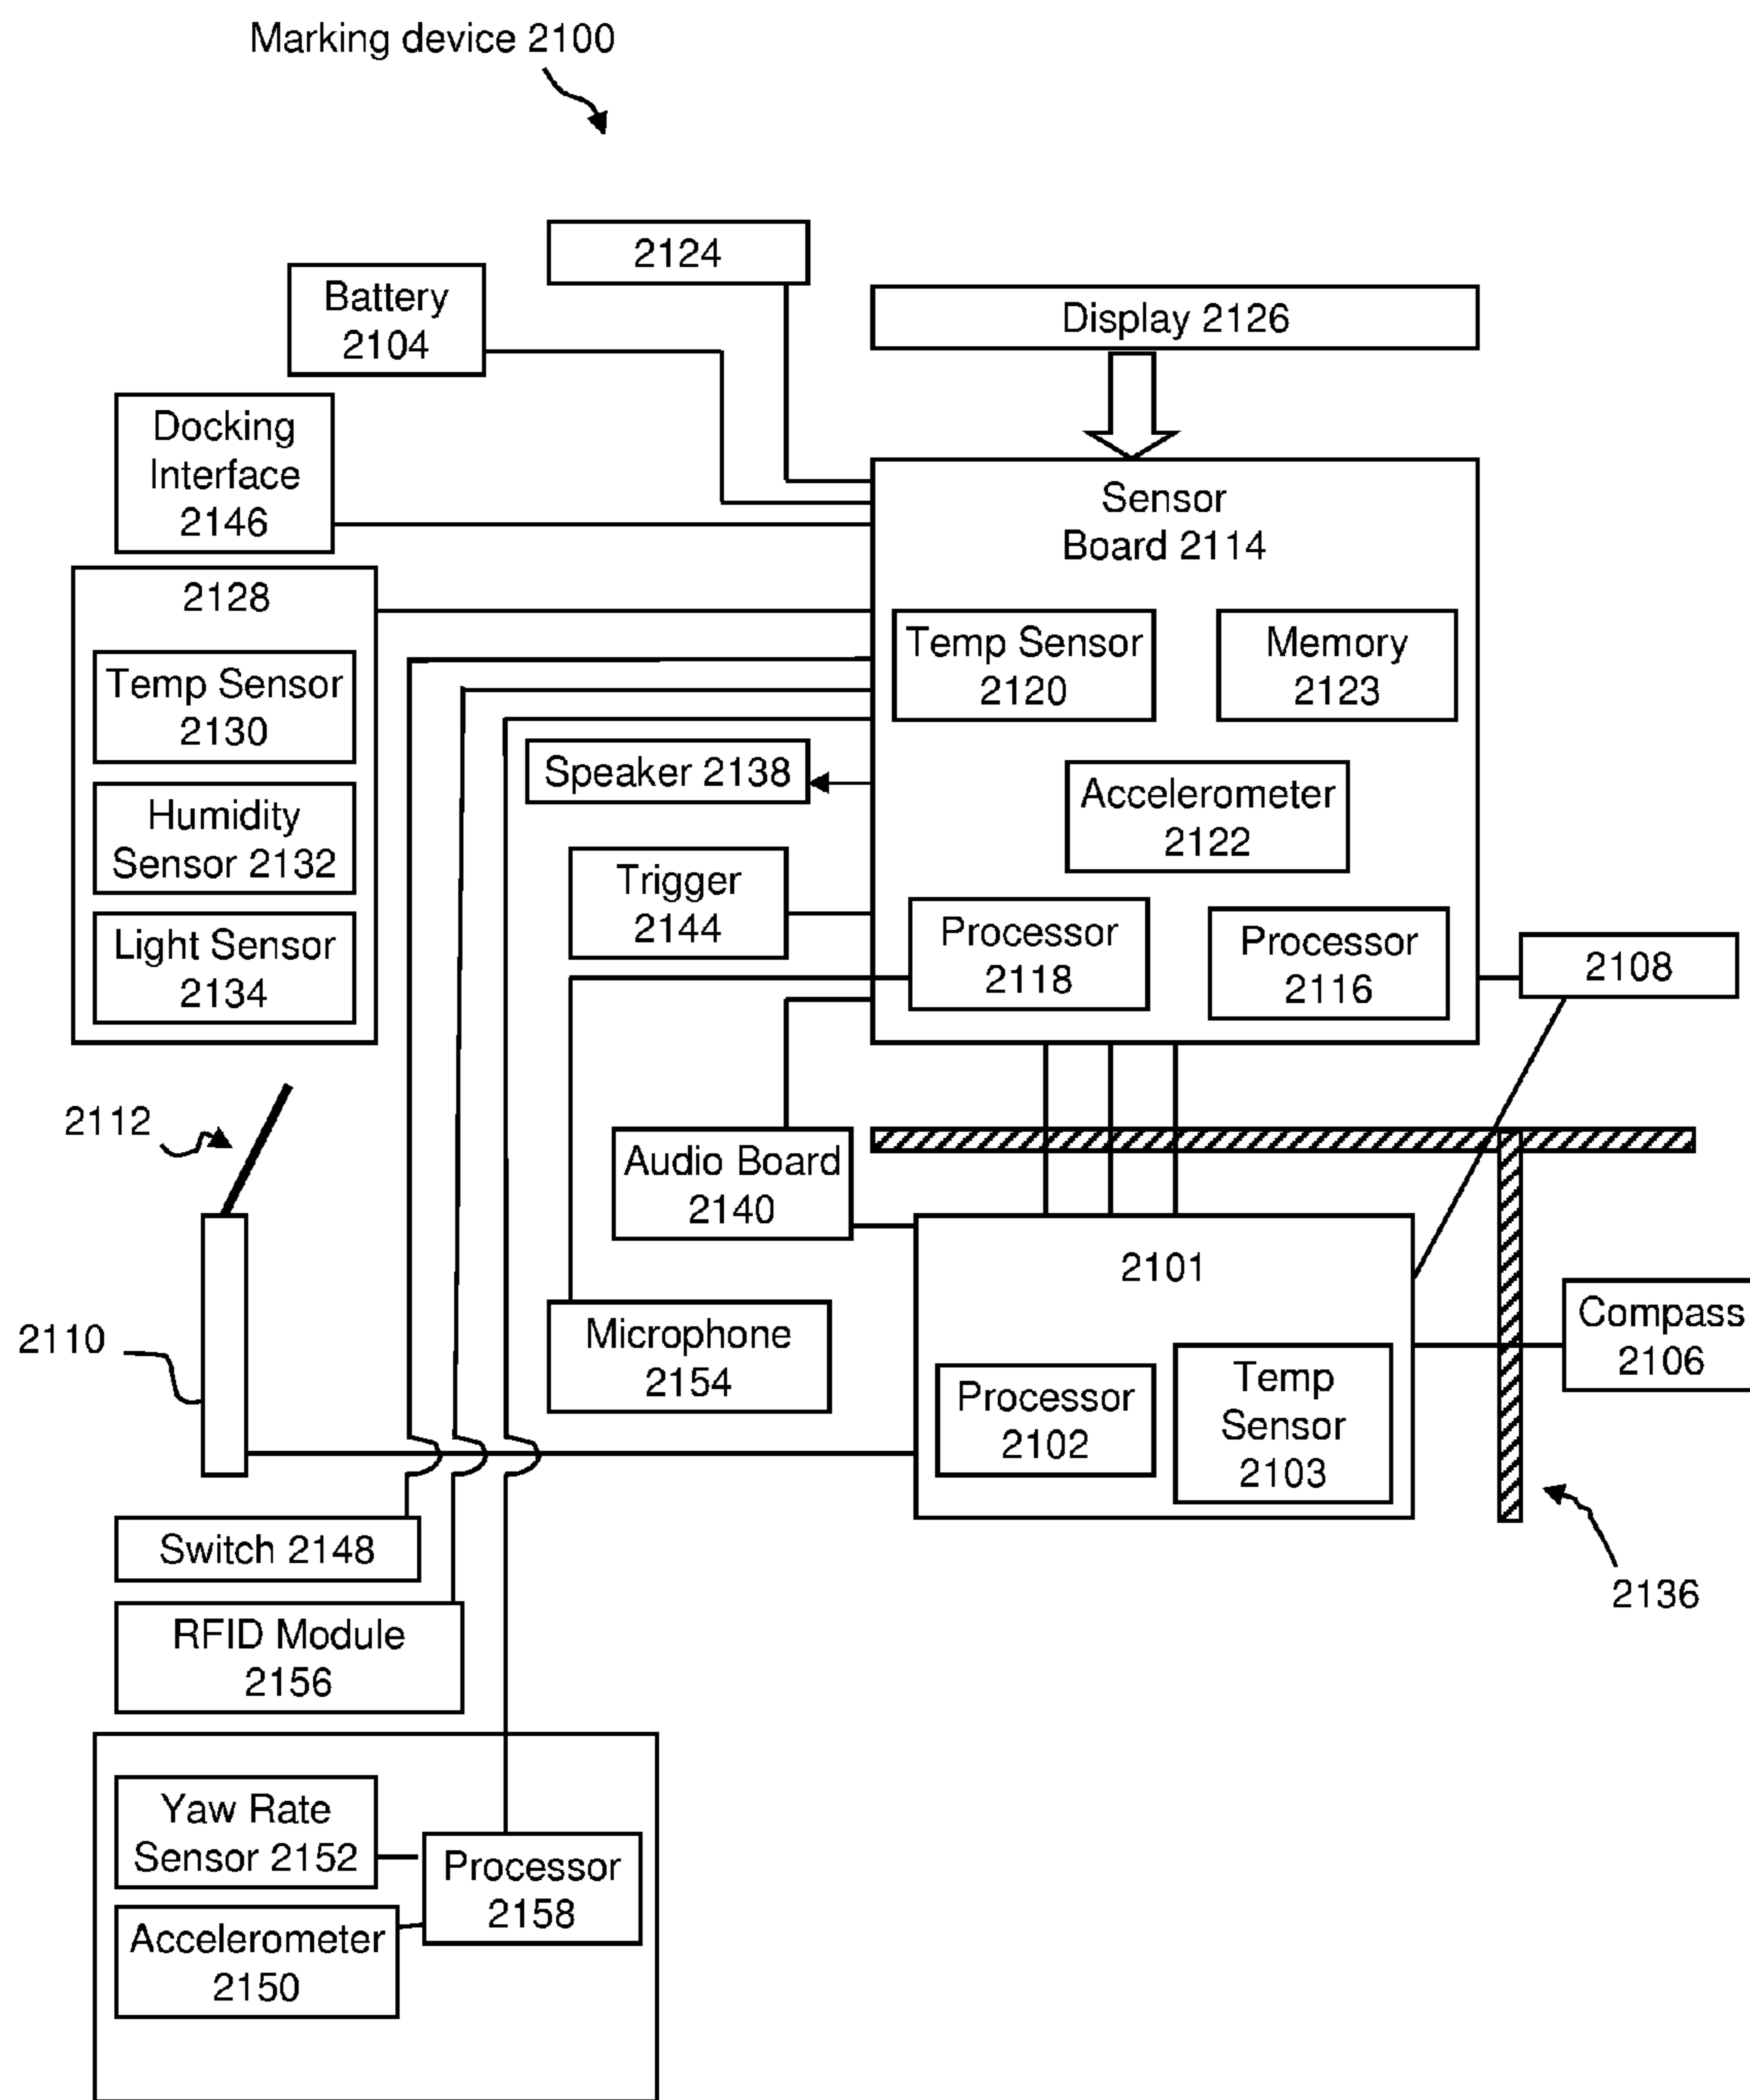 Marking device 2100
2124
Battery
2104
Display 2126
Docking
Interface
2146
Sensor
Board 2114
2128
Temp Sensor
2130
Humidity
Sensor 2132
Light Sensor
2134
Temp Sensor
2120
Memory
2123
Speaker 2138
Accelerometer
2122
Trigger
2144
Processor
2118
Processor
2116
2108
2112
Audio Board
2140
2101
2110
Microphone
2154
Processor
2102
Temp
Sensor
2103
Compass
2106
Switch 2148
2136
RFID Module
2156
Yaw Rate
Sensor 2152
Processor
2158
Accelerometer
2150